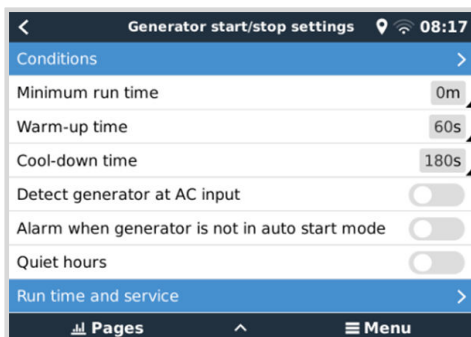 Generator start/stop settings 08:17
Conditions
Minimum run time 0m
Warm-up time 60s
Cool-down time 180s
Detect generator at AC input
Alarm when generator is not in auto start mode
Quiet hours
Run time and service
Pages Menu